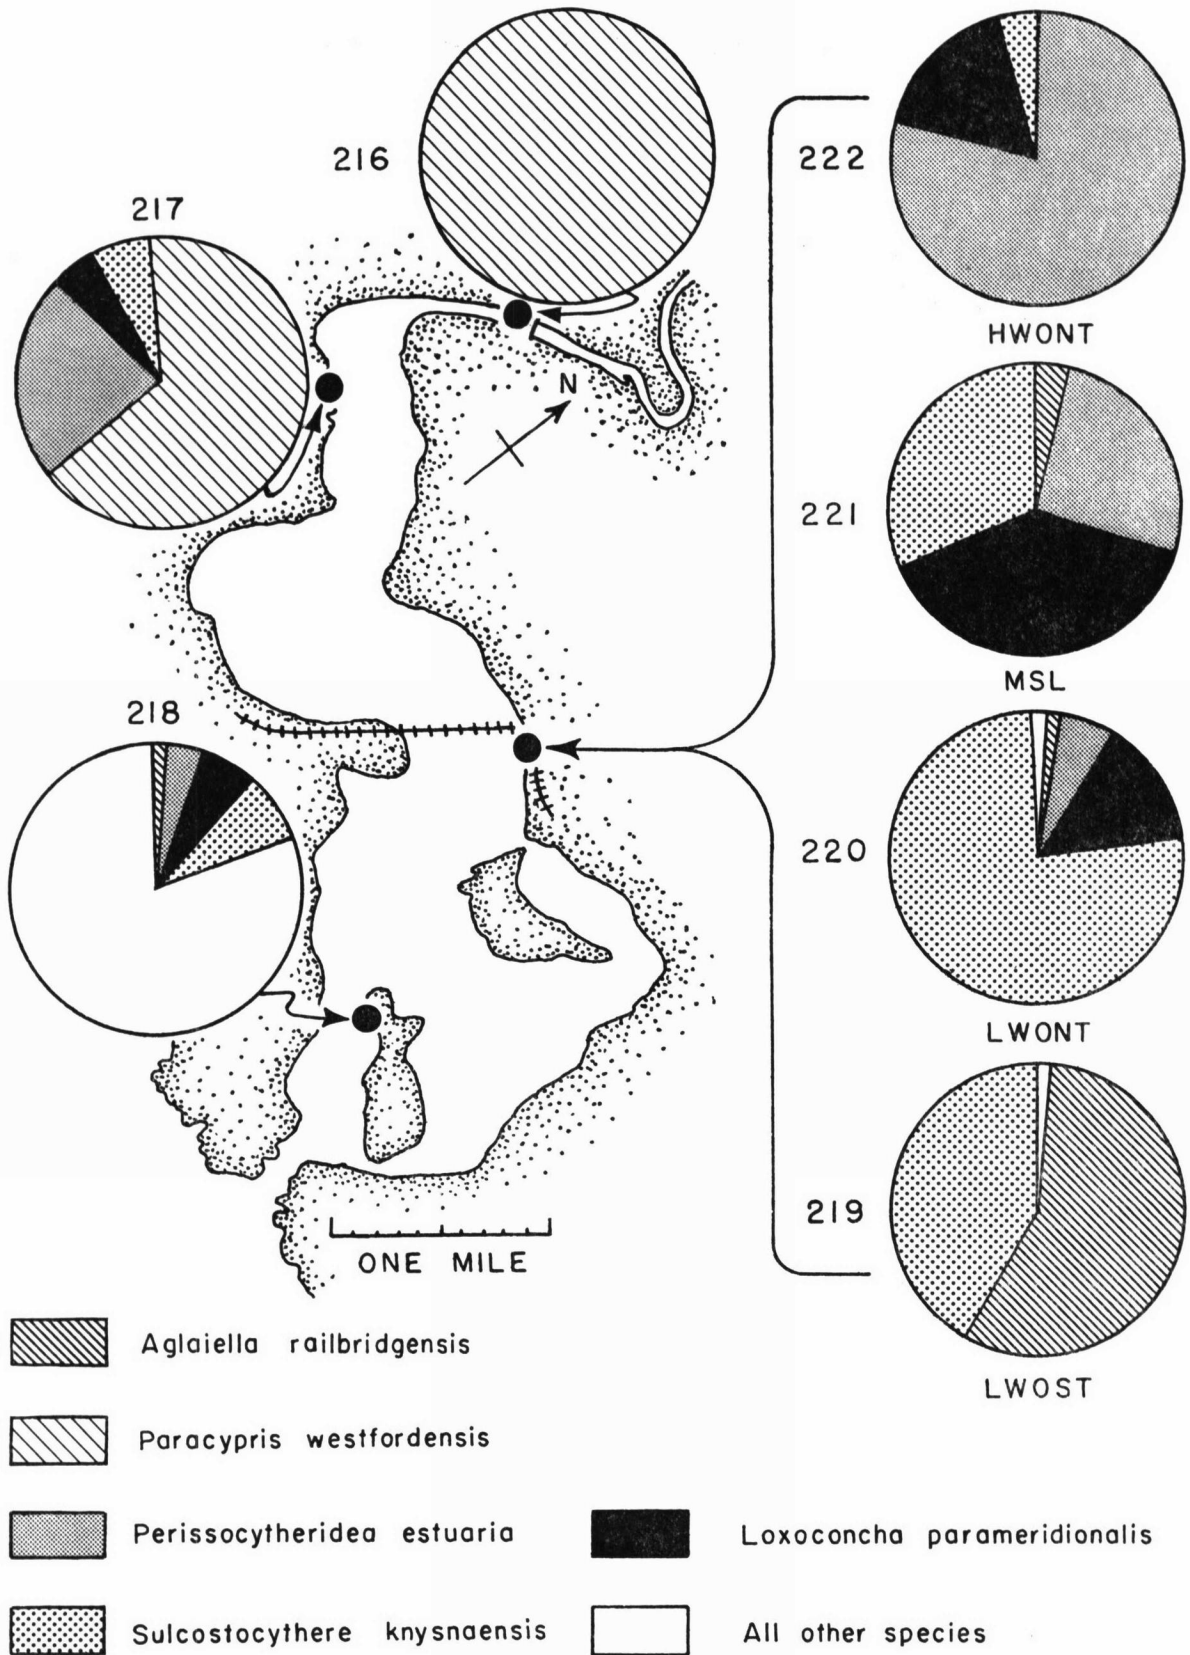 216
217
N
218
222
HWONT
221
MSL
220
LWONT
219
LWOST
ONE MILE
Aglaiella railbridgensis
Paracypris westfordensis
Perissocytheridea estuaria
Loxoconcha parameridionalis
Sulcostocythere knysnaensis
All other species